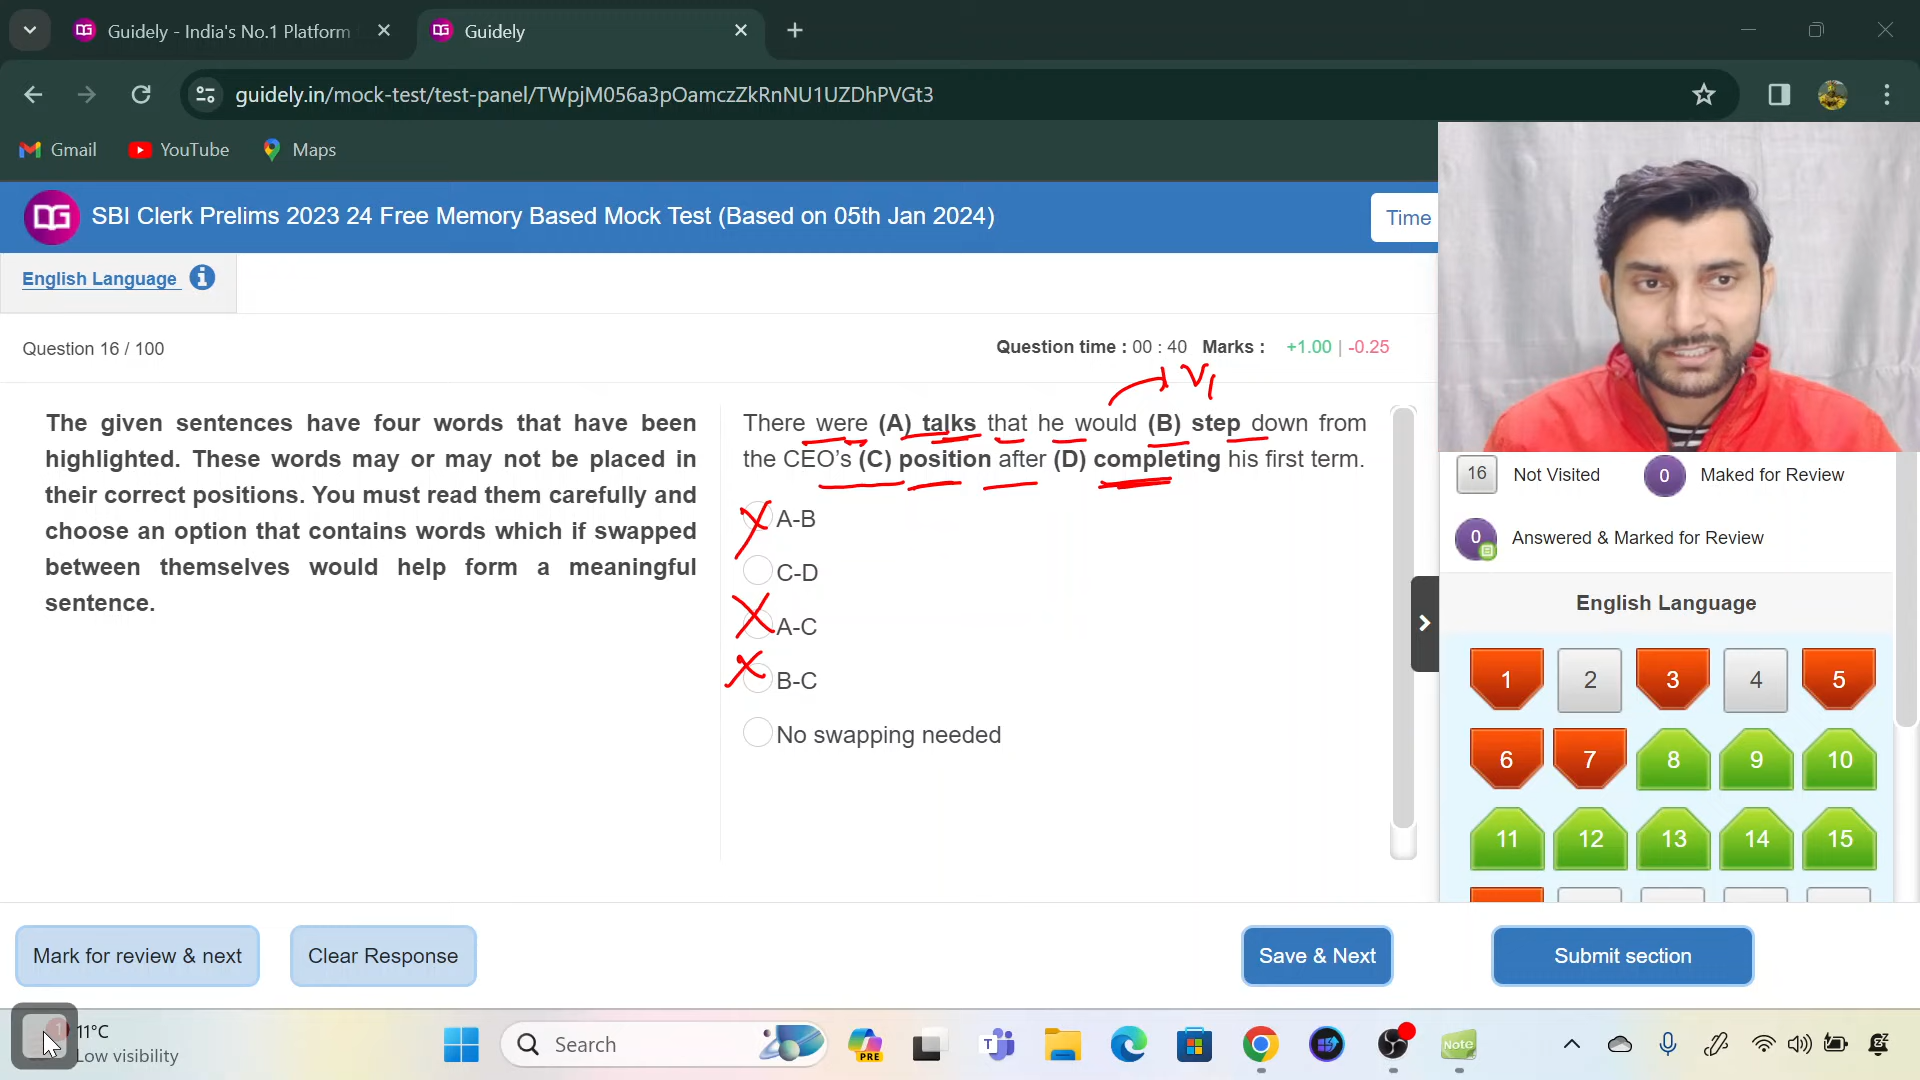 Guidely - India's No.1 Platform
Guidely
guidely.in/mock-test/test-panel/TWpjM056a3pOamczZkRnNU1UZDhPVGt3
Gmail
YouTube
Maps
DG
SBI Clerk Prelims 2023 24 Free Memory Based Mock Test (Based on 05th Jan 2024)
Time
English Language
Question 16 / 100
Question time : 00 : 40 Marks : +1.00 | -0.25
V1
The given sentences have four words that have been
highlighted. These words may or may not be placed in
their correct positions. You must read them carefully and
choose an option that contains words which if swapped
between themselves would help form a meaningful
sentence.
There were (A) talks that he would (B) step down from
the CEO's (C) position after (D) completing his first term.
A-B
C-D
A-C
B-C
No swapping needed
16 Not Visited
0 Maked for Review
0 Answered & Marked for Review
English Language
1 2 3 4 5
6 7 8 9 10
11 12 13 14 15
Mark for review & next
Clear Response
Save & Next
Submit section
1
11°C
Low visibility
Search
PRE
Note